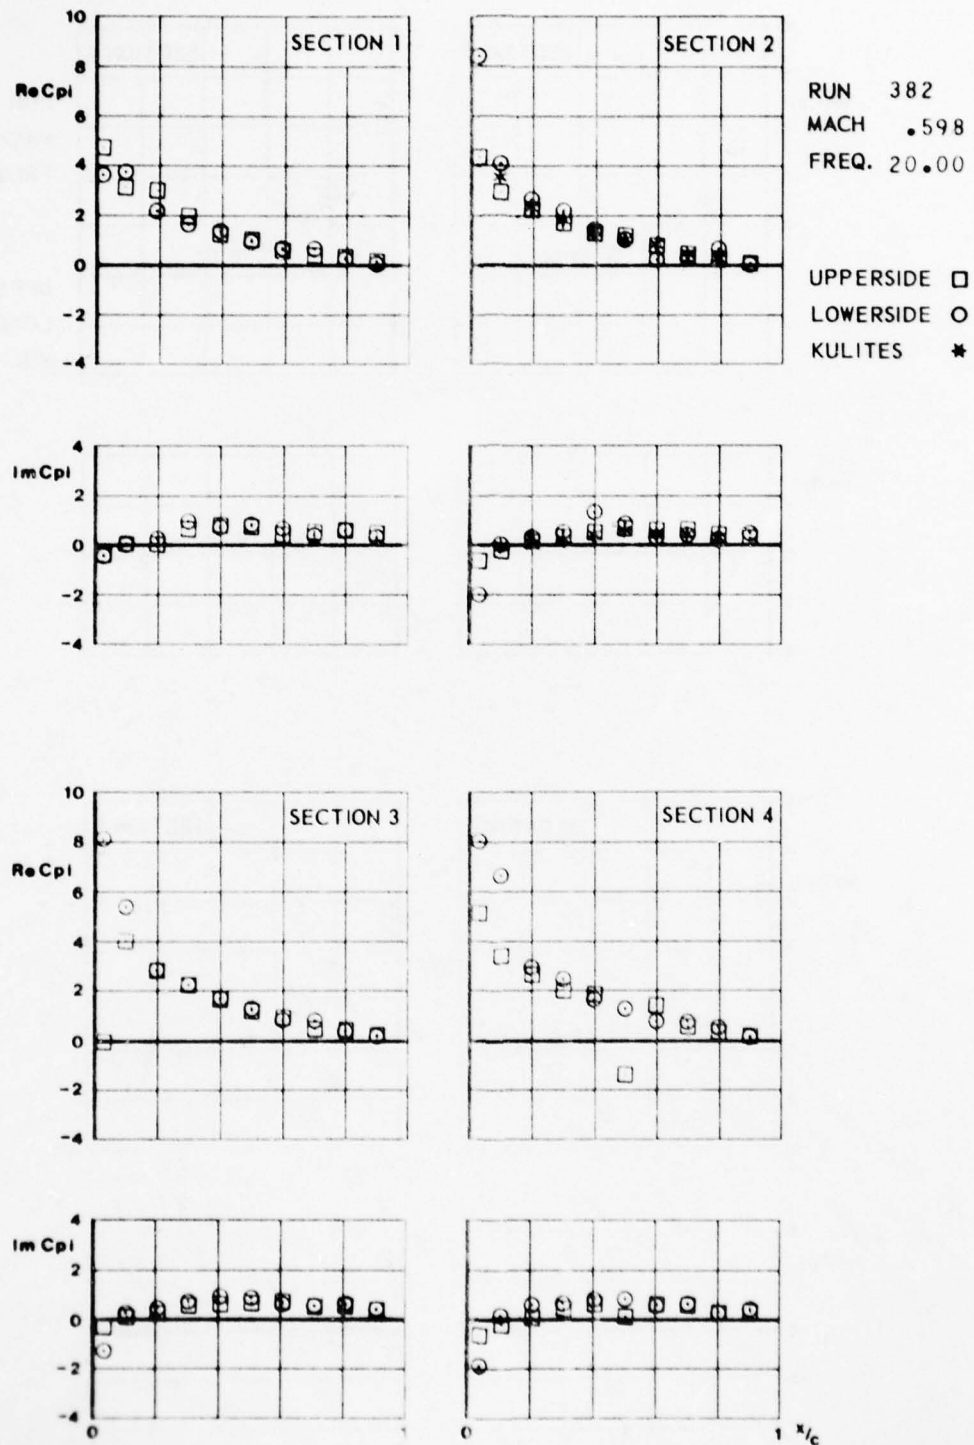 SECTION 1
SECTION 2
10
8
ReCpi
6
4
2
0
-2
-4
RUN 382
MACH .598
FREQ. 20.00
UPPERSIDE
LOWERSIDE
KULITES
4
ImCpi
2
0
-2
-4
SECTION 3
SECTION 4
10
8
ReCpi
6
4
2
0
-2
-4
4
ImCpi
2
0
-2
-4
0 1
0 1 x/c